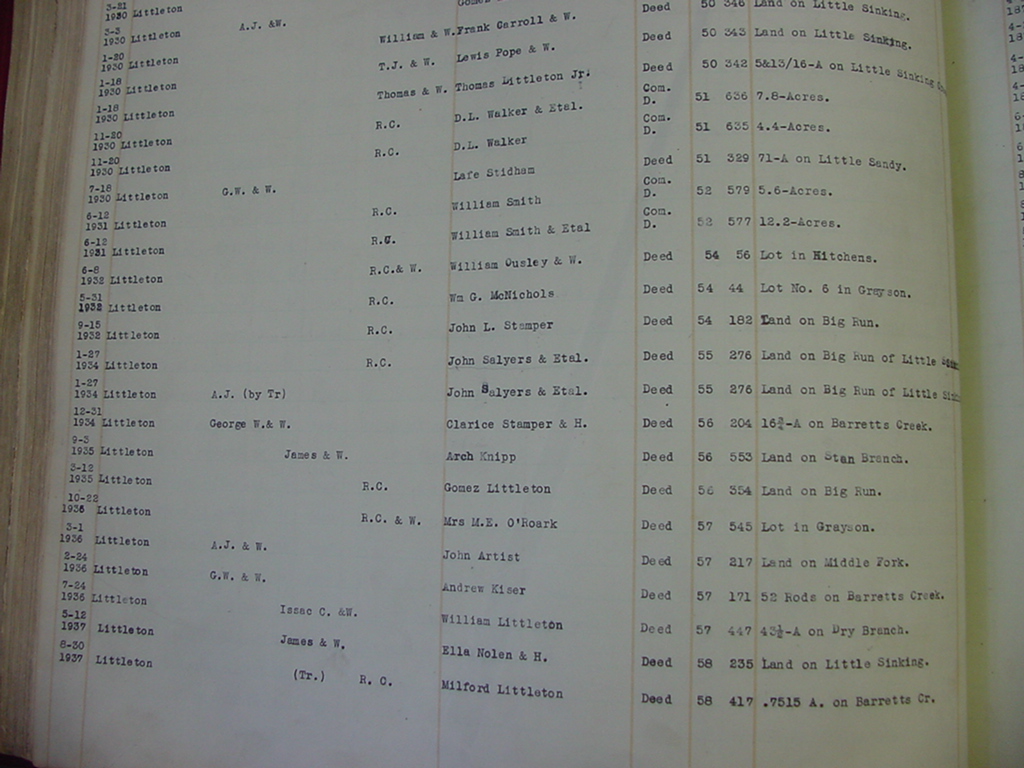 3-21
Gomez
3-3
1930 Littleton A.J. &W.
1-20
1930 Littleton William & W. Frank Carroll & W. Deed 50 346 Land on Little Sinking.
1-18
1930 Littleton T.J. & W. Lewis Pope & W. Deed 50 343 Land on Little Sinking.
1-18
1930 Littleton Thomas & W. Thomas Littleton Jr. Deed 50 342 5&13/16-A on Little Sinking
11-20 Com.
1930 Littleton R.C. D.L. Walker & Etal. D. 51 636 7.8-Acres.
11-20 Com.
1930 Littleton R.C. D.L. Walker D. 51 635 4.4-Acres.
7-18
1930 Littleton G.W. & W. Lafe Stidham Deed 51 329 71-A on Little Sandy.
6-12 Com.
1931 Littleton R.C. William Smith D. 52 579 5.6-Acres.
6-12 Com.
1931 Littleton R.C. William Smith & Etal D. 52 577 12.2-Acres.
6-8
1932 Littleton R.C.& W. William Ousley & W. Deed 54 56 Lot in Hitchens.
5-31
1932 Littleton R.C. Wm G. McNichols Deed 54 44 Lot No. 6 in Grayson.
9-15
1932 Littleton R.C. John L. Stamper Deed 54 182 Land on Big Run.
1-27
1934 Littleton R.C. John Salyers & Etal. Deed 55 276 Land on Big Run of Little
1-27
1934 Littleton A.J. (by Tr) John Salyers & Etal. Deed 55 276 Land on Big Run of Little
12-31
1934 Littleton George W.& W. Clarice Stamper & H. Deed 56 204 16¾-A on Barretts Creek.
9-3
1935 Littleton James & W. Arch Knipp Deed 56 553 Land on Stan Branch.
3-12
1935 Littleton R.C. Gomez Littleton Deed 56 354 Land on Big Run.
10-22
1936 Littleton R.C. & W. Mrs M.E. O'Roark Deed 57 545 Lot in Grayson.
3-1
1936 Littleton A.J. & W. John Artist Deed 57 217 Land on Middle Fork.
2-24
1936 Littleton G.W. & W. Andrew Kiser Deed 57 171 52 Rods on Barretts Creek.
7-24
1936 Littleton Issac C. &W. William Littleton Deed 57 447 43½-A on Dry Branch.
5-12
1937 Littleton James & W. Ella Nolen & H. Deed 58 235 Land on Little Sinking.
8-30
1937 Littleton (Tr.) R. C. Milford Littleton Deed 58 417 .7515 A. on Barretts Cr.